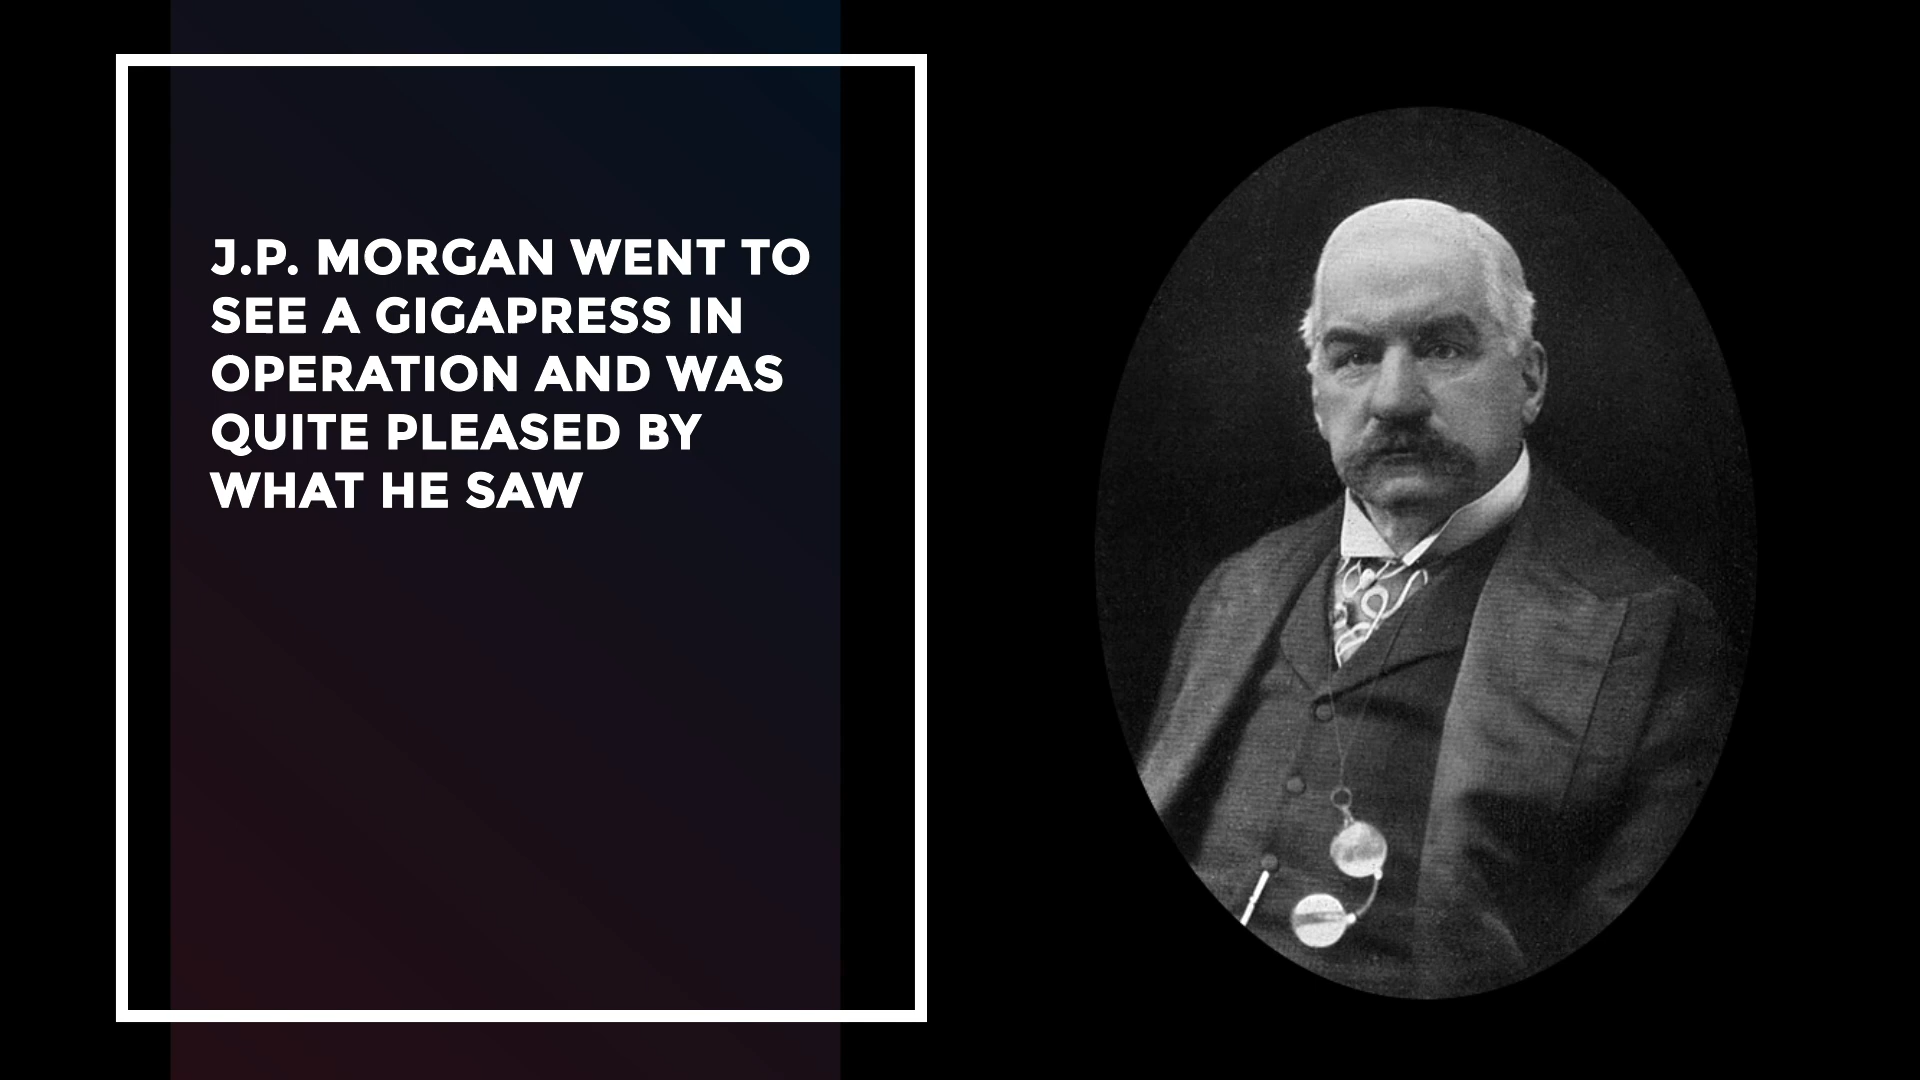 J.P. MORGAN WENT TO
SEE A GIGAPRESS IN
OPERATION AND WAS
QUITE PLEASED BY
WHAT HE SAW